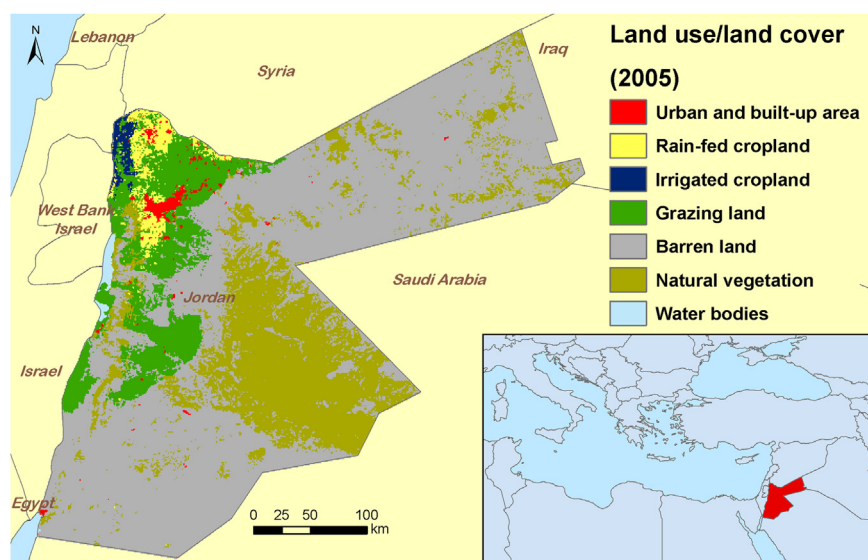 Lebanon
N
Syria
Iraq
West Bank
Israel
Saudi Arabia
Jordan
Israel
Egypt
0 25 50 100
km
Land use/land cover
(2005)
Urban and built-up area
Rain-fed cropland
Irrigated cropland
Grazing land
Barren land
Natural vegetation
Water bodies